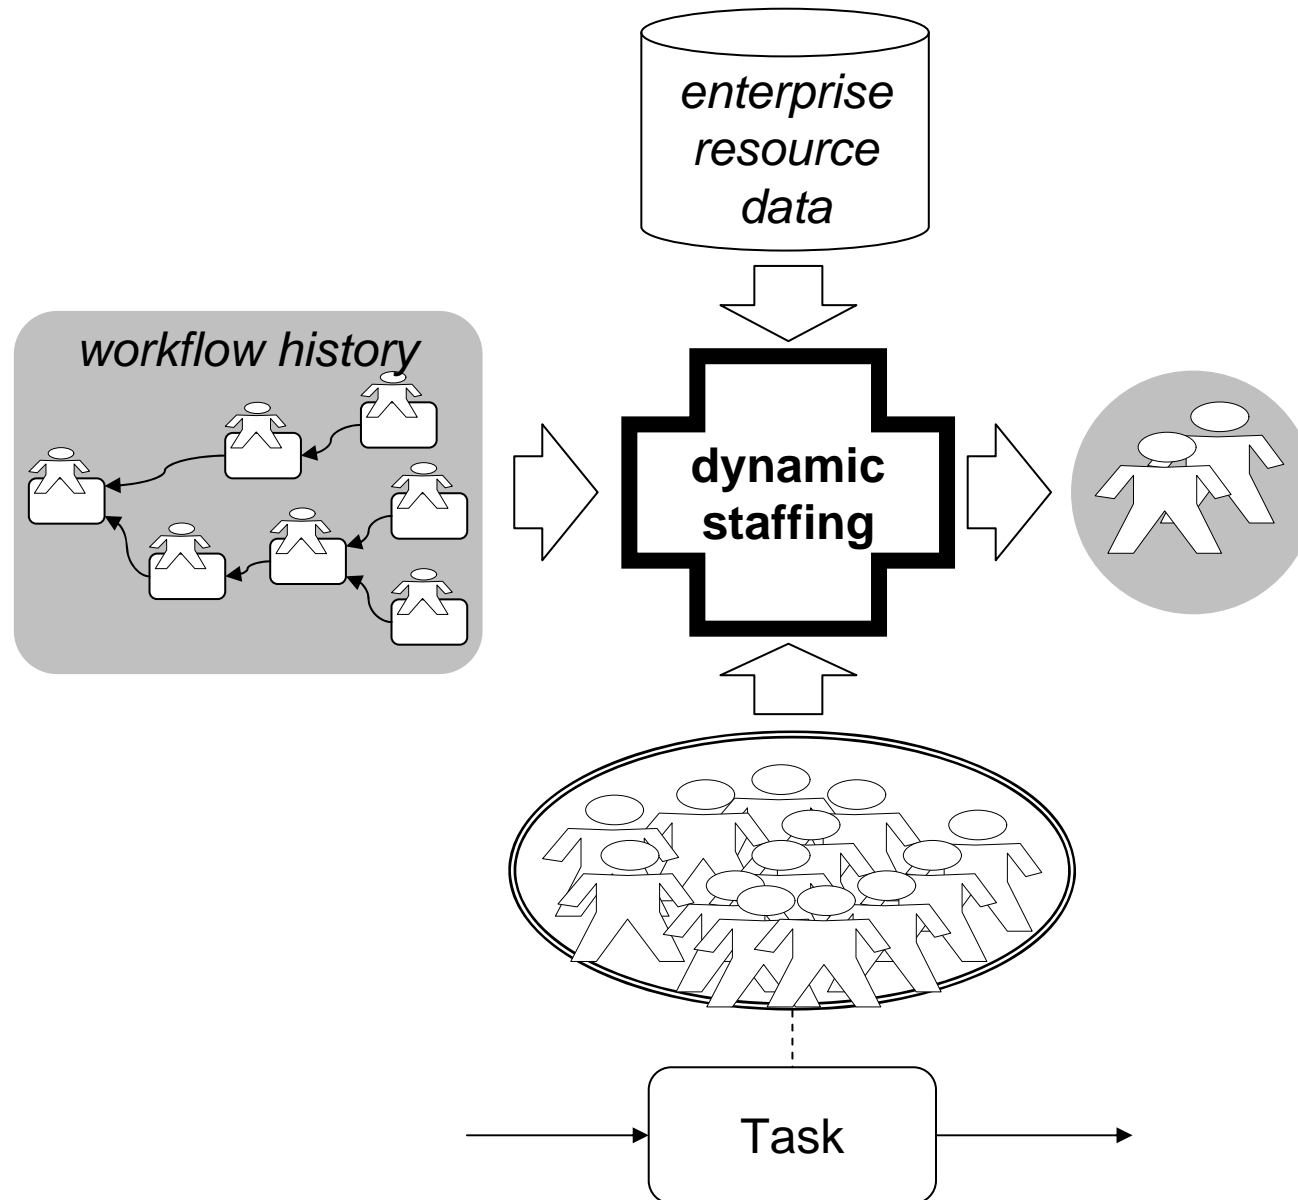 enterprise
resource
data
workflow history
dynamic
staffing
Task